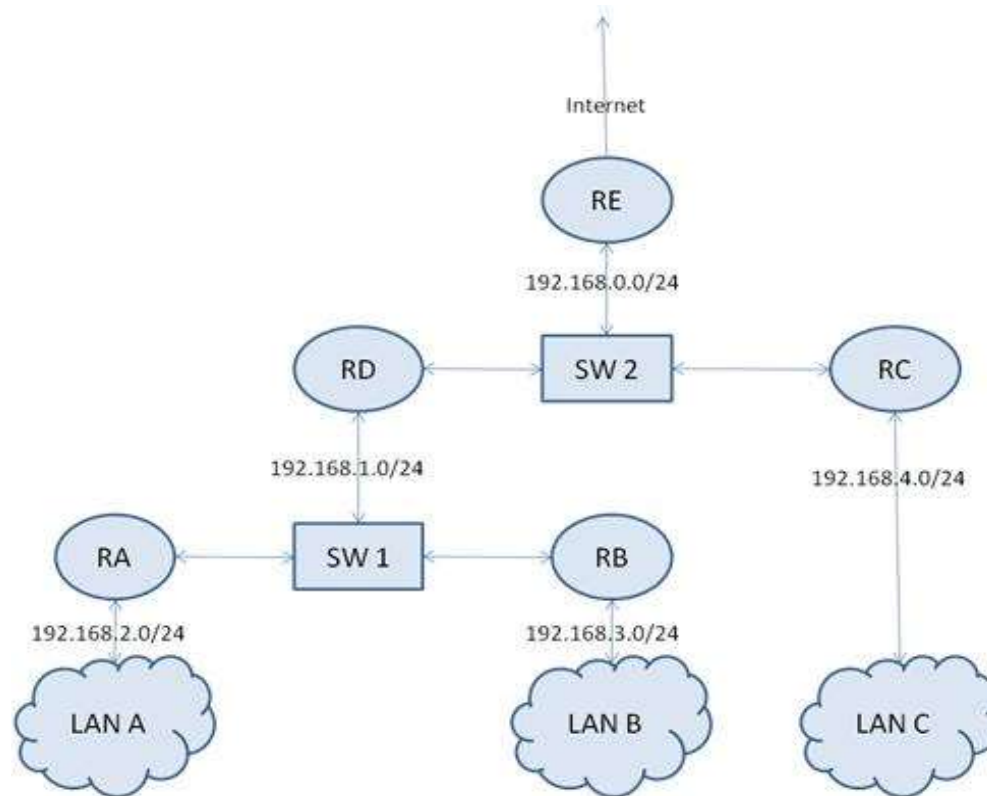 Internet
RE
192.168.0.0/24
RD
SW 2
RC
192.168.1.0/24
192.168.4.0/24
RA
SW 1
RB
192.168.2.0/24
192.168.3.0/24
LAN A
LAN B
LAN C